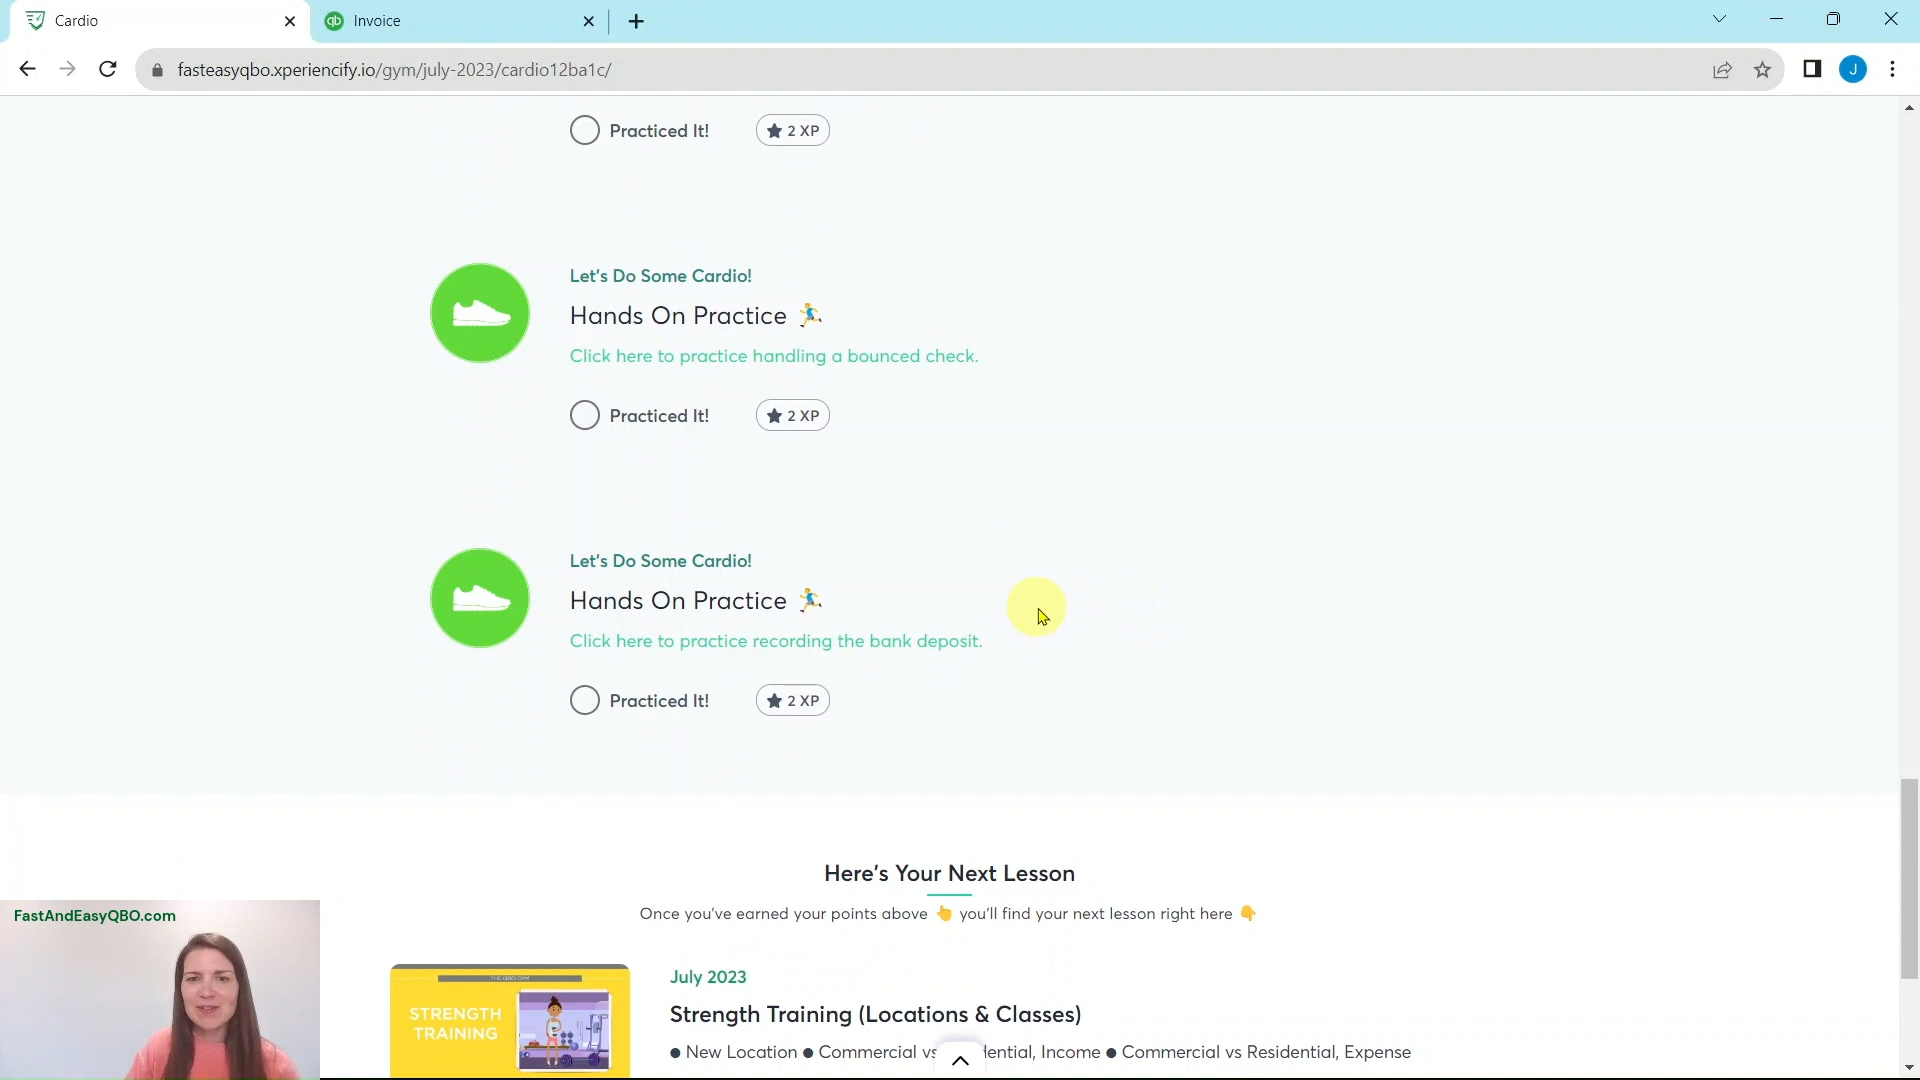 Cardio
Invoice
fasteasyqbo.xperiencify.io/gym/july-2023/cardio12ba1c/
J
Practiced It!
2 XP
Let's Do Some Cardio!
Hands On Practice
Click here to practice handling a bounced check.
Practiced It!
2 XP
Let's Do Some Cardio!
Hands On Practice
Click here to practice recording the bank deposit.
Practiced It!
2 XP
Here's Your Next Lesson
Once you've earned your points above 👆 you'll find your next lesson right here 👇
FastAndEasyQBO.com
THE QBO GYM
STRENGTH
TRAINING
July 2023
Strength Training (Locations & Classes)
● New Location ● Commercial vs ential, Income ● Commercial vs Residential, Expense